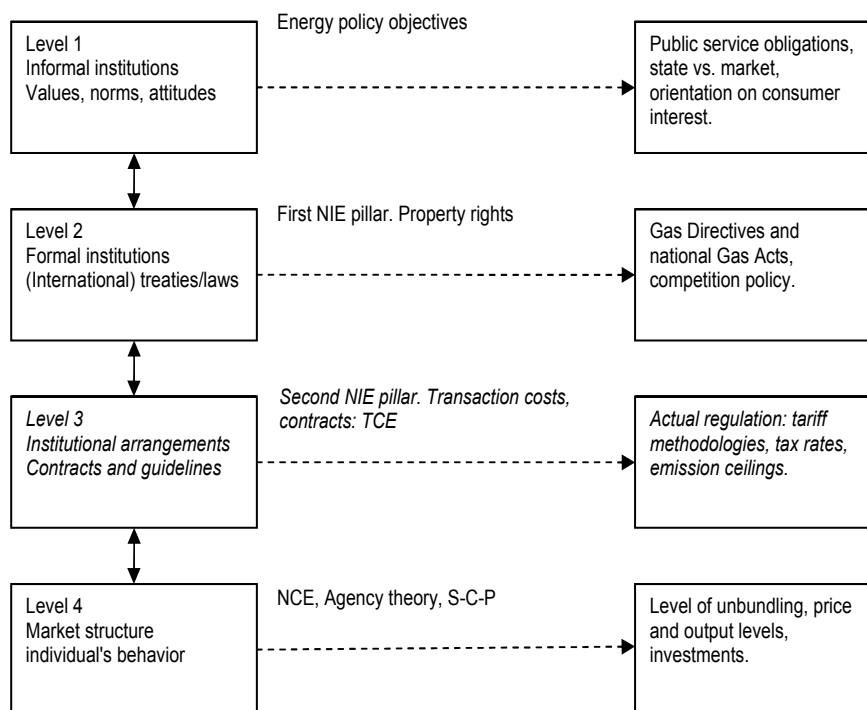 Energy policy objectives
Level 1
Informal institutions
Values, norms, attitudes
Public service obligations,
state vs. market,
orientation on consumer
interest.
First NIE pillar. Property rights
Level 2
Formal institutions
(International) treaties/laws
Gas Directives and
national Gas Acts,
competition policy.
Second NIE pillar. Transaction costs,
contracts: TCE
Level 3
Institutional arrangements
Contracts and guidelines
Actual regulation: tariff
methodologies, tax rates,
emission ceilings.
NCE, Agency theory, S-C-P
Level 4
Market structure
individual's behavior
Level of unbundling, price
and output levels,
investments.